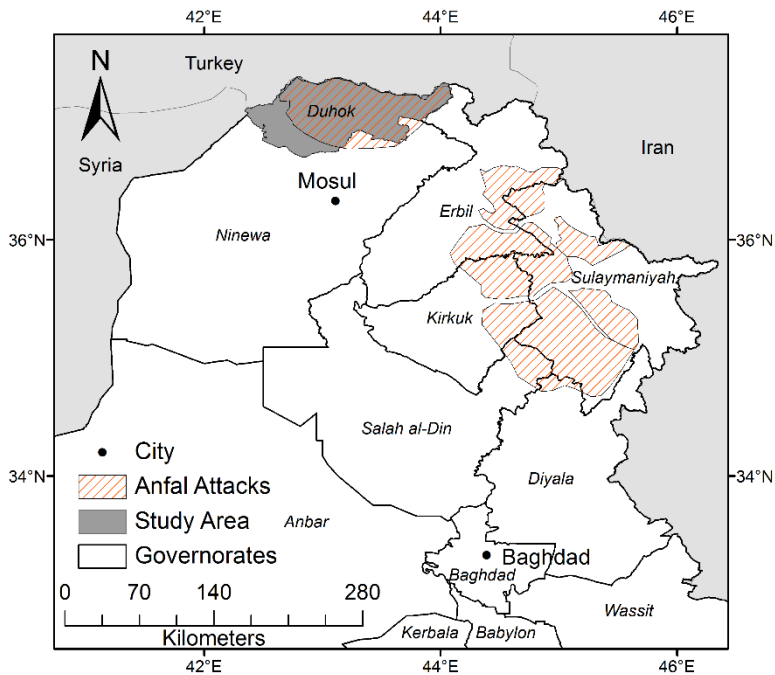 42°E 44°E 46°E
Turkey
N
Duhok
Iran
Syria
Mosul
36°N 36°N
Erbil
Ninewa
Sulaymaniyah
Kirkuk
Salah al-Din
City
34°N 34°N
Diyala
Anfal Attacks
Study Area
Anbar
Governorates
Baghdad
Baghdad
0 70 140 280
Wassit
Kilometers
Kerbala Babylon
42°E 44°E 46°E